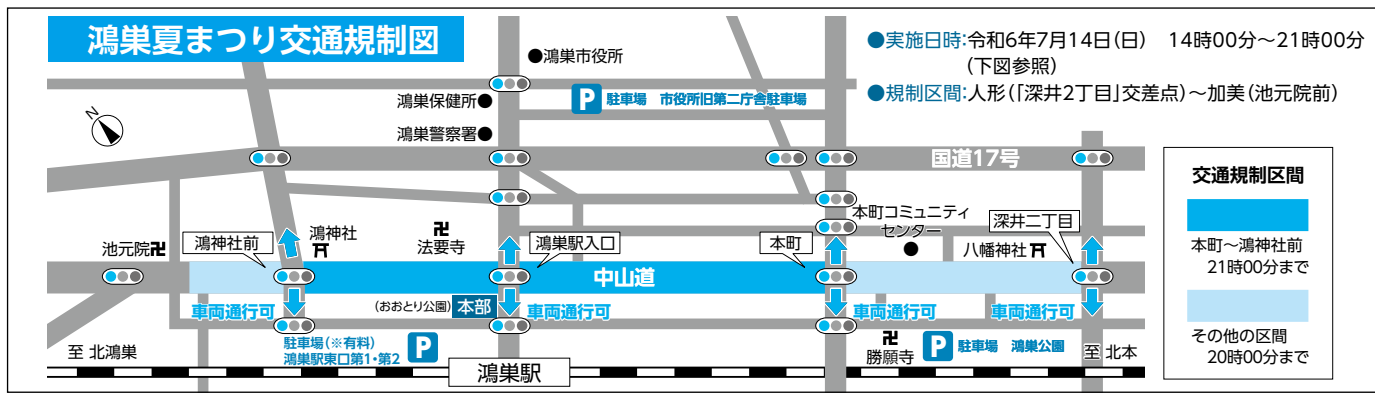 鴻巣夏まつり交通規制図
●実施日時:令和6年7月14日(日) 14時00分～21時00分
(下図参照)
●規制区間:人形(「深井2丁目」交差点)～加美(池元院前)
●鴻巣市役所
鴻巣保健所●
P 駐車場 市役所旧第二庁舎駐車場
N
鴻巣警察署●
国道17号
交通規制区間
本町～鴻神社前
21時00分まで
その他の区間
20時00分まで
池元院卍
鴻神社前
鴻神社
卍
法要寺
鴻巣駅入口
本町
本町コミュニティ
センター
●
八幡神社
深井二丁目
中山道
車両通行可
(おおとり公園)
本部
車両通行可
車両通行可
車両通行可
至 北鴻巣
駐車場(※有料)
鴻巣駅東口第1・第2
P
鴻巣駅
卍
勝願寺
P 駐車場 鴻巣公園
至 北本